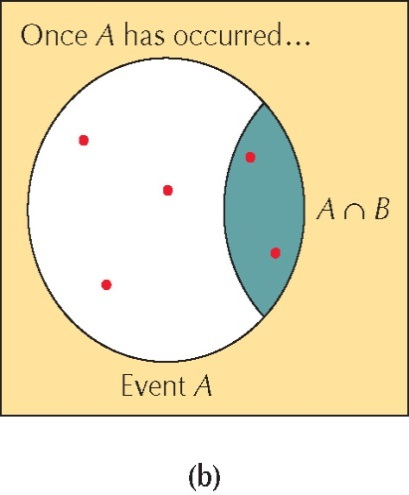 Once A has occurred...
A ∩ B
Event A
(b)